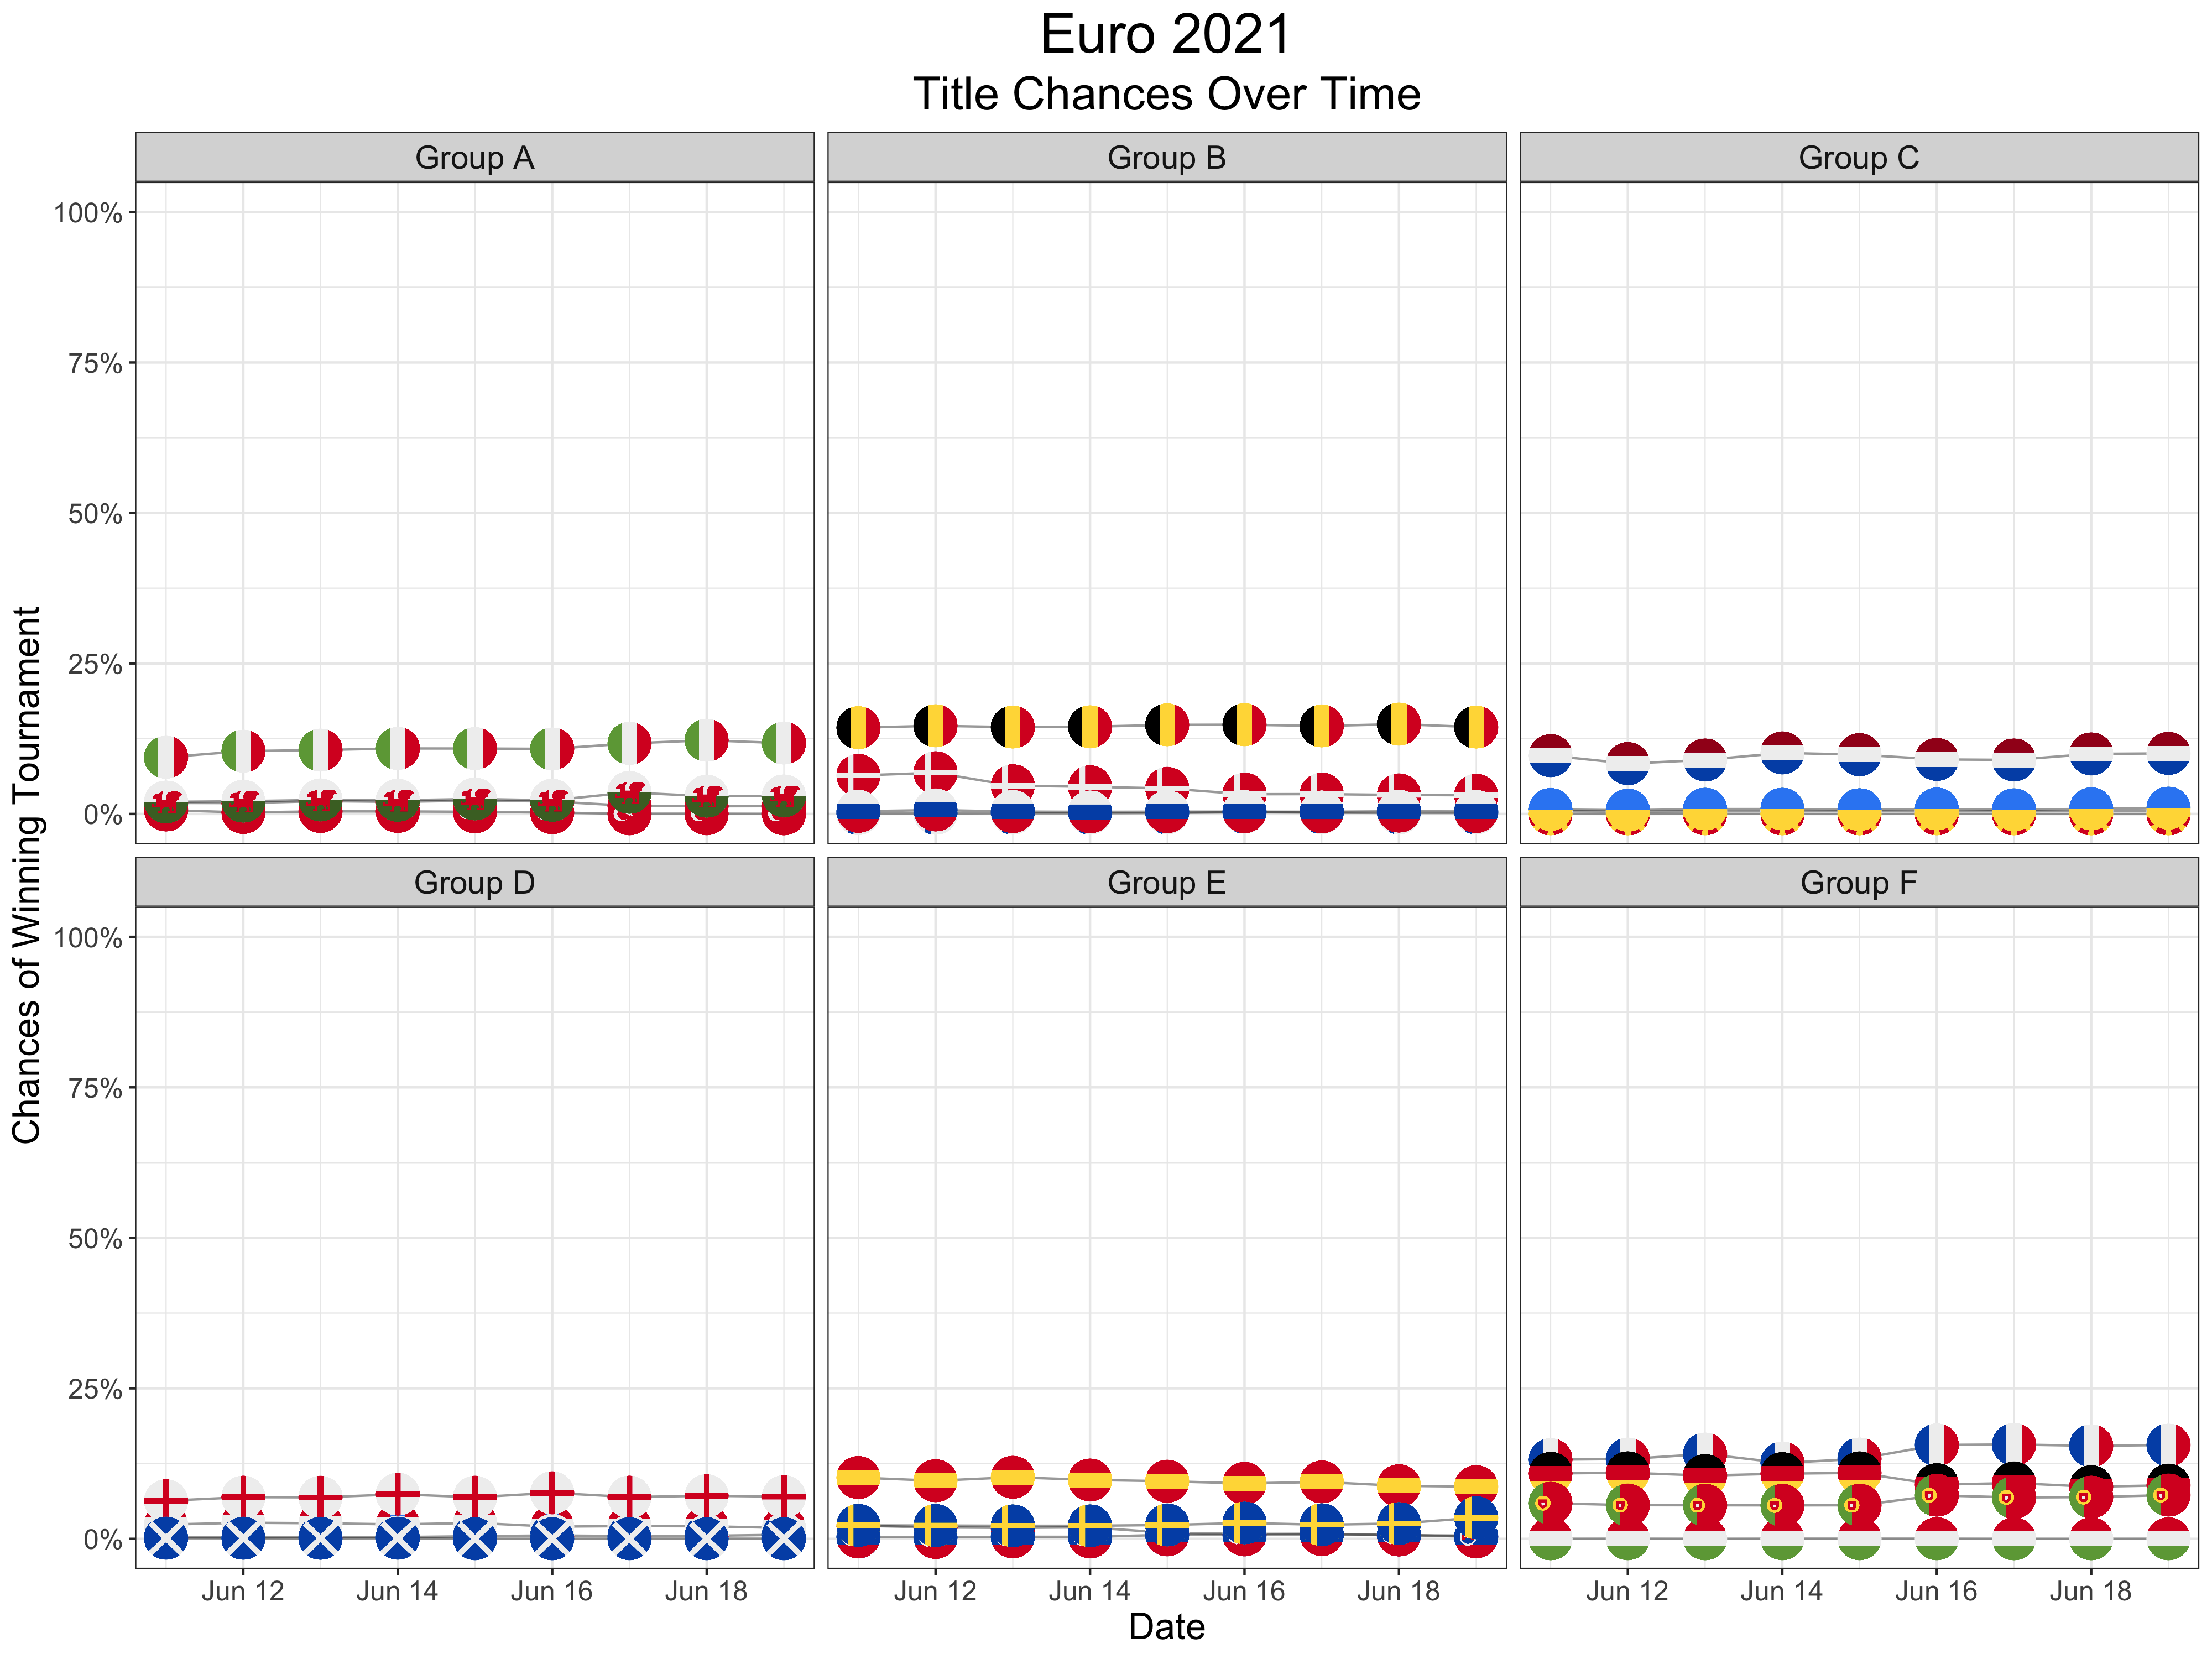 Euro 2021
Title Chances Over Time
Group A
Group B
Group C
100%
75%
50%
25%
0%
Group D
Group E
Group F
100%
75%
50%
25%
0%
Jun 12
Jun 14
Jun 16
Jun 18
Jun 12
Jun 14
Jun 16
Jun 18
Jun 12
Jun 14
Jun 16
Jun 18
Date
Chances of Winning Tournament